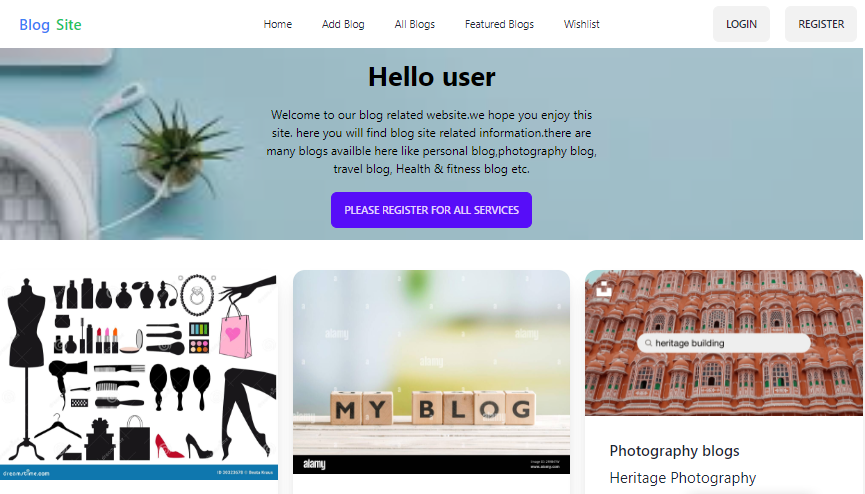 Blog Site
Home Add Blog All Blogs Featured Blogs Wishlist
LOGIN REGISTER
Hello user
Welcome to our blog related website.we hope you enjoy this
site. here you will find blog site related information.there are
many blogs availble here like personal blog,photography blog,
travel blog, Health & fitness blog etc.
PLEASE REGISTER FOR ALL SERVICES
heritage building
alamy
alamy
alamy
MY BLOG
alamy
dreamstime.com
Photography blogs
Heritage Photography